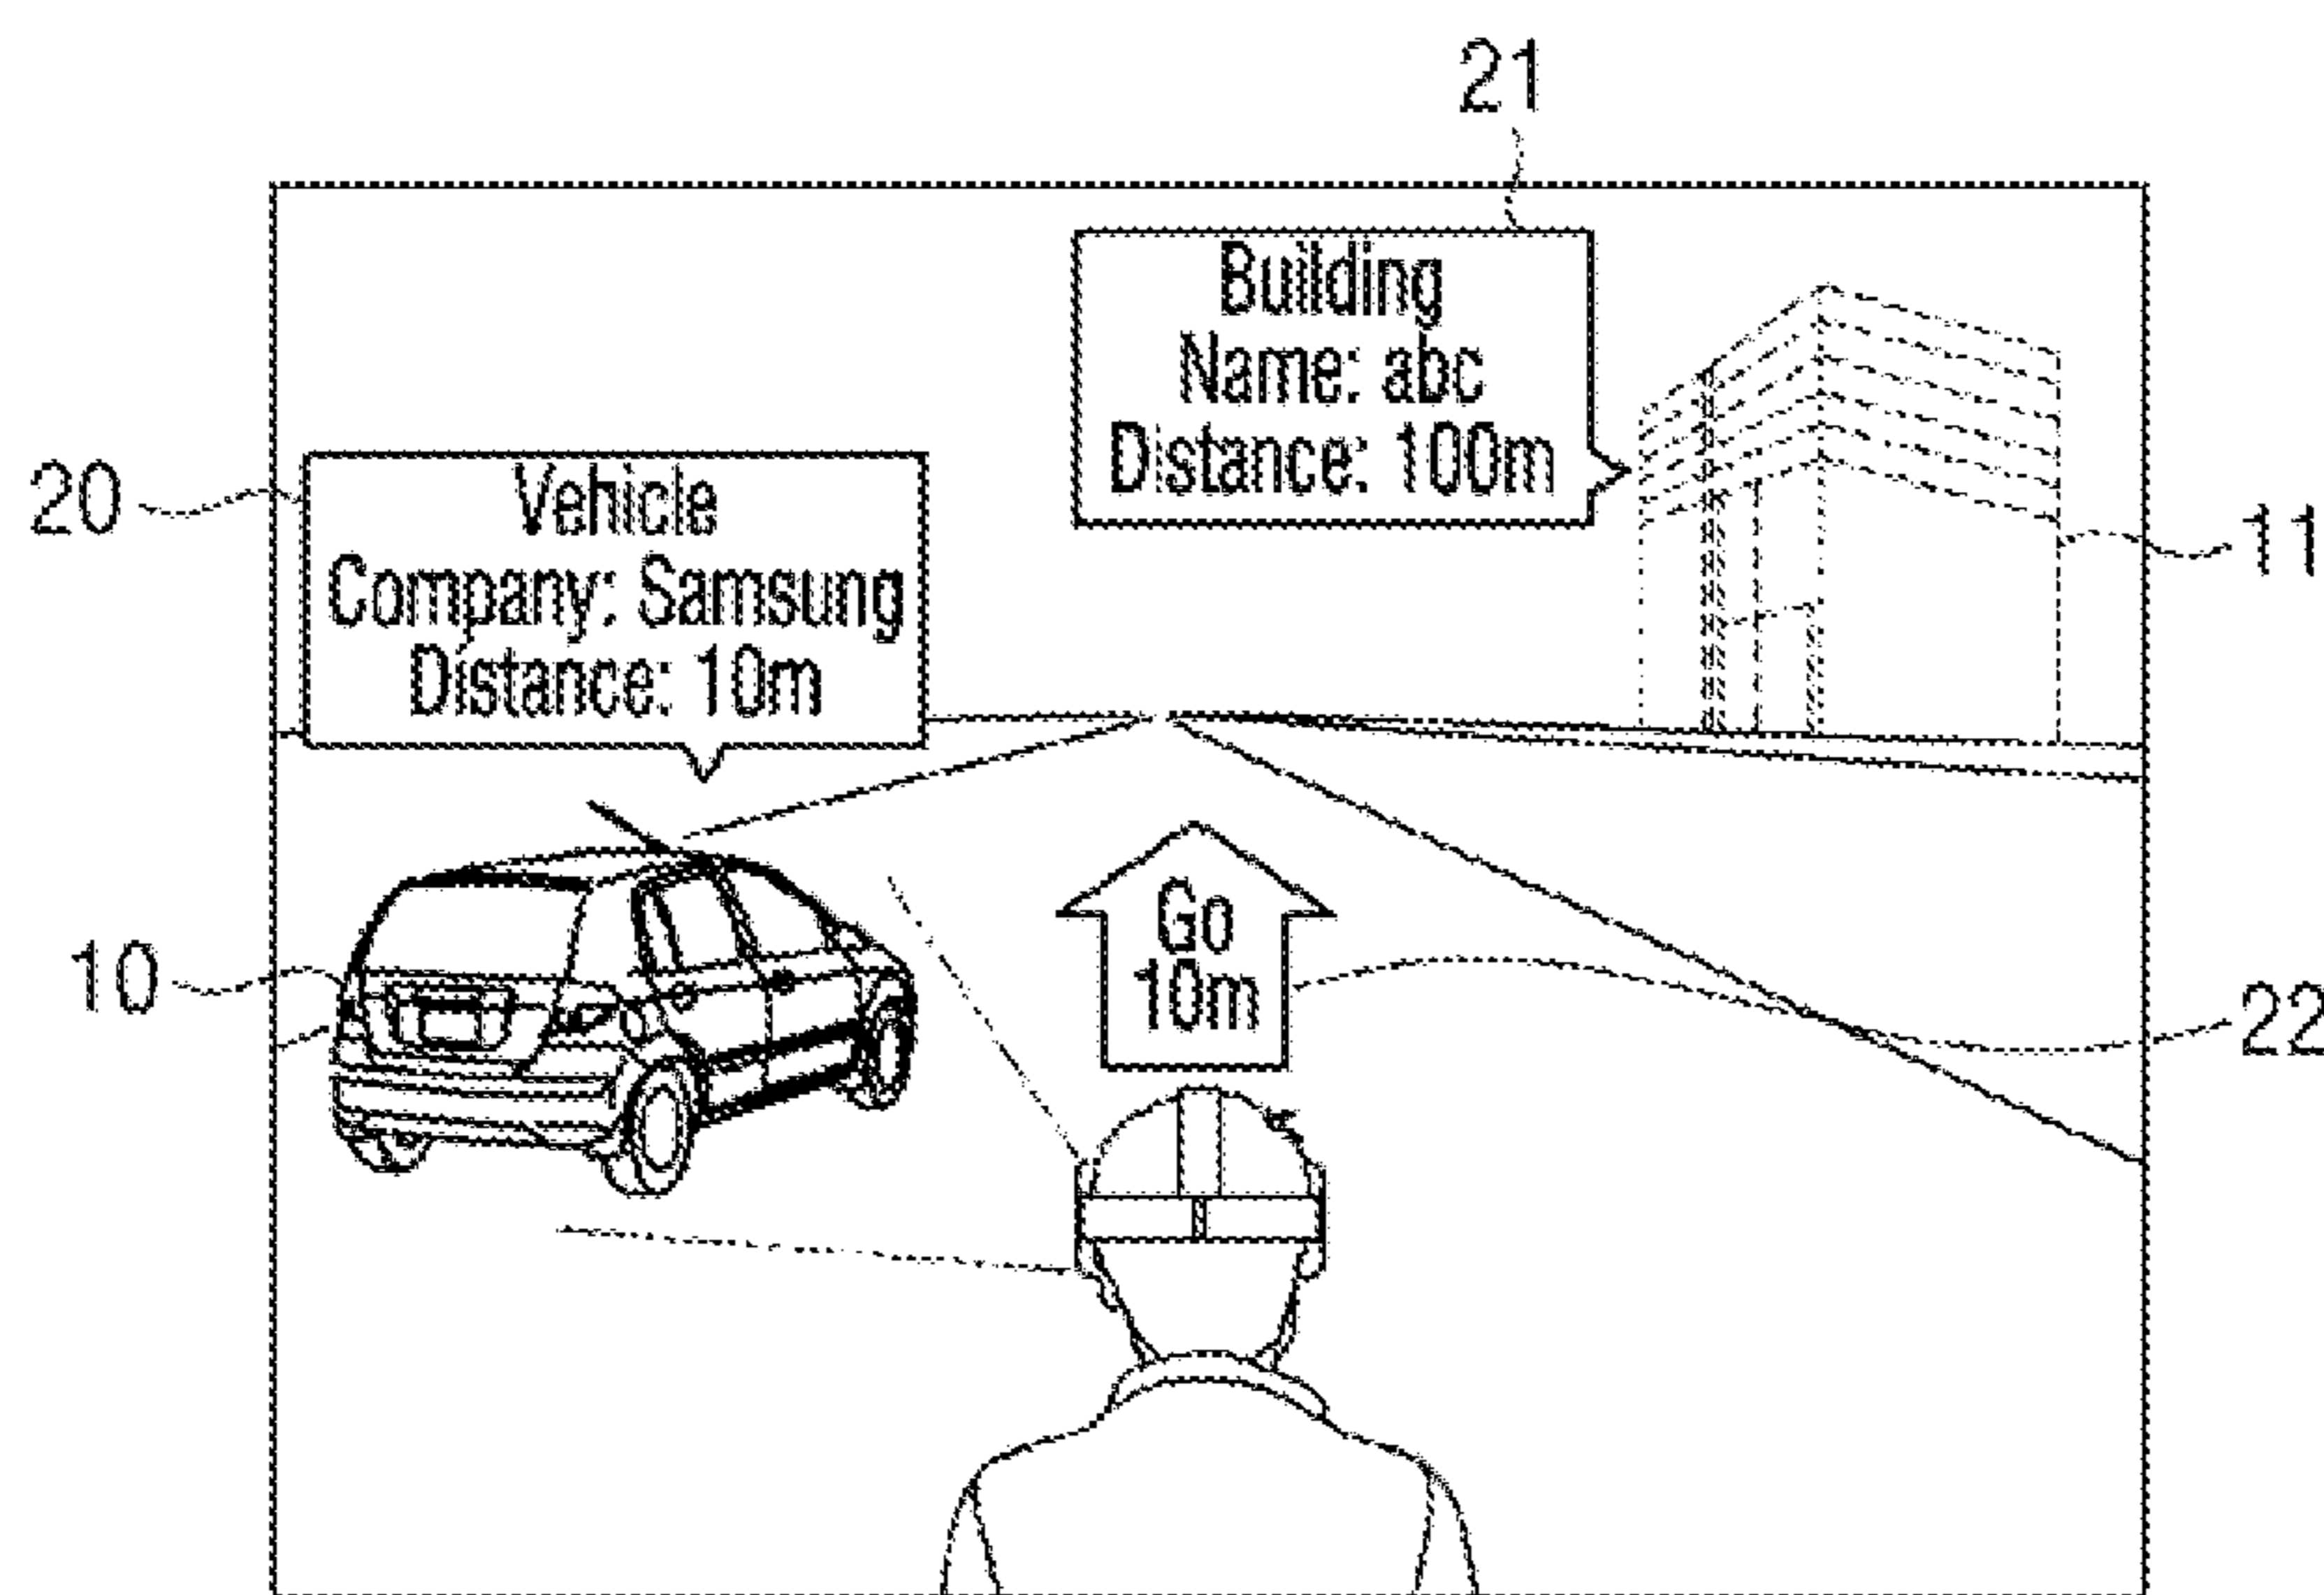 21
Building
Name: abc
Distance: 100m
20
Vehicle
Company: Samsung
Distance: 10m
11
Go
10m
10
22